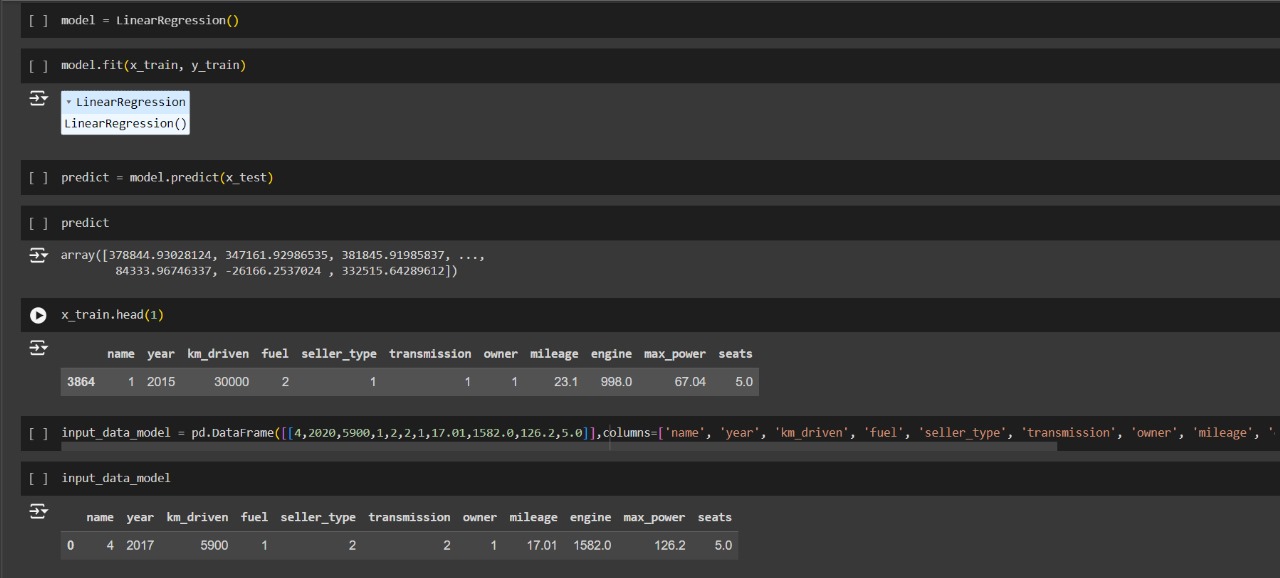 [ ] model = LinearRegression()
[ ] model.fit(x_train, y_train)
LinearRegression
LinearRegression()
[ ] predict = model.predict(x_test)
[ ] predict
array([378844.93028124, 347161.92986535, 381845.91985837, ...,
84333.96746337, -26166.2537024 , 332515.64289612])
x_train.head(1)
name year km_driven fuel seller_type transmission owner mileage engine max_power seats
3864 1 2015 30000 2 1 1 1 23.1 998.0 67.04 5.0
[ ] input_data_model = pd.DataFrame([[4,2020,5900,1,2,2,1,17.01,1582.0,126.2,5.0]],columns=['name', 'year', 'km_driven', 'fuel', 'seller_type', 'transmission', 'owner', 'mileage', '
[ ] input_data_model
name year km_driven fuel seller_type transmission owner mileage engine max_power seats
0 4 2017 5900 1 2 2 1 17.01 1582.0 126.2 5.0